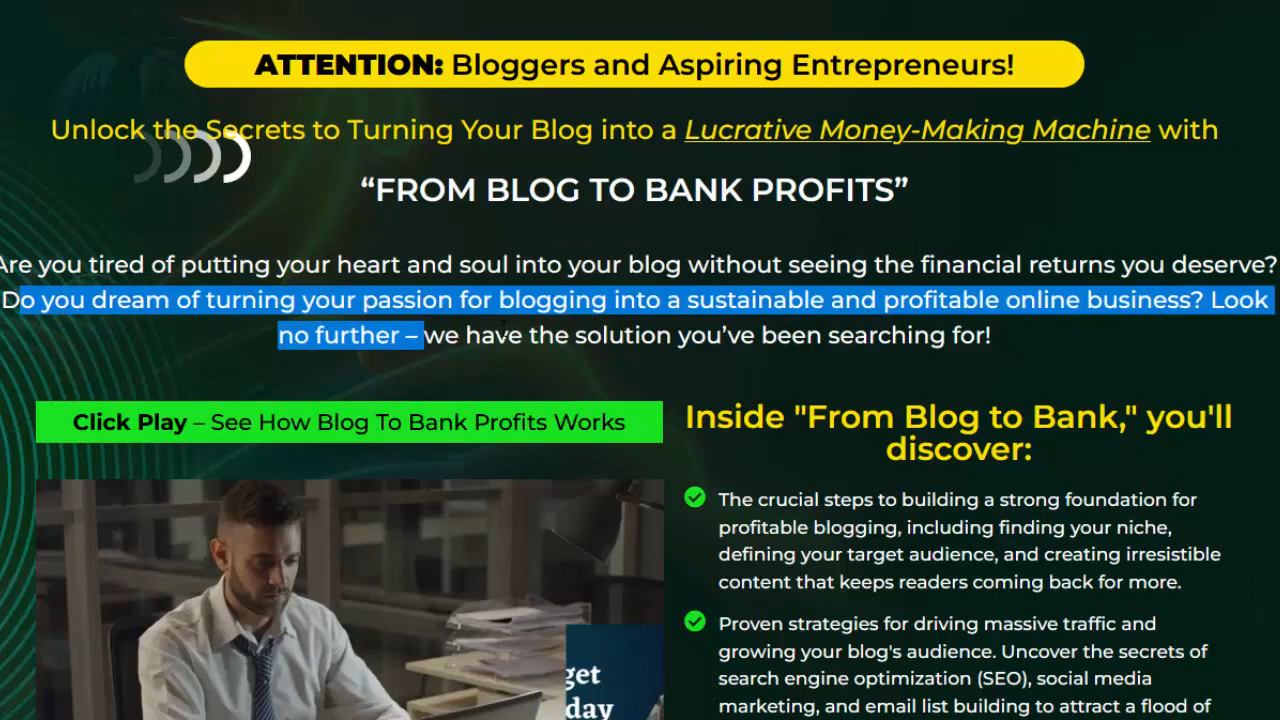 ATTENTION: Bloggers and Aspiring Entrepreneurs!
Unlock the Secrets to Turning Your Blog into a Lucrative Money-Making Machine with
“FROM BLOG TO BANK PROFITS”
Are you tired of putting your heart and soul into your blog without seeing the financial returns you deserve?
Do you dream of turning your passion for blogging into a sustainable and profitable online business? Look
no further – we have the solution you’ve been searching for!
Click Play – See How Blog To Bank Profits Works
Inside "From Blog to Bank," you'll
discover:
The crucial steps to building a strong foundation for
profitable blogging, including finding your niche,
defining your target audience, and creating irresistible
content that keeps readers coming back for more.
Proven strategies for driving massive traffic and
growing your blog's audience. Uncover the secrets of
search engine optimization (SEO), social media
marketing, and email list building to attract a flood of
get
day